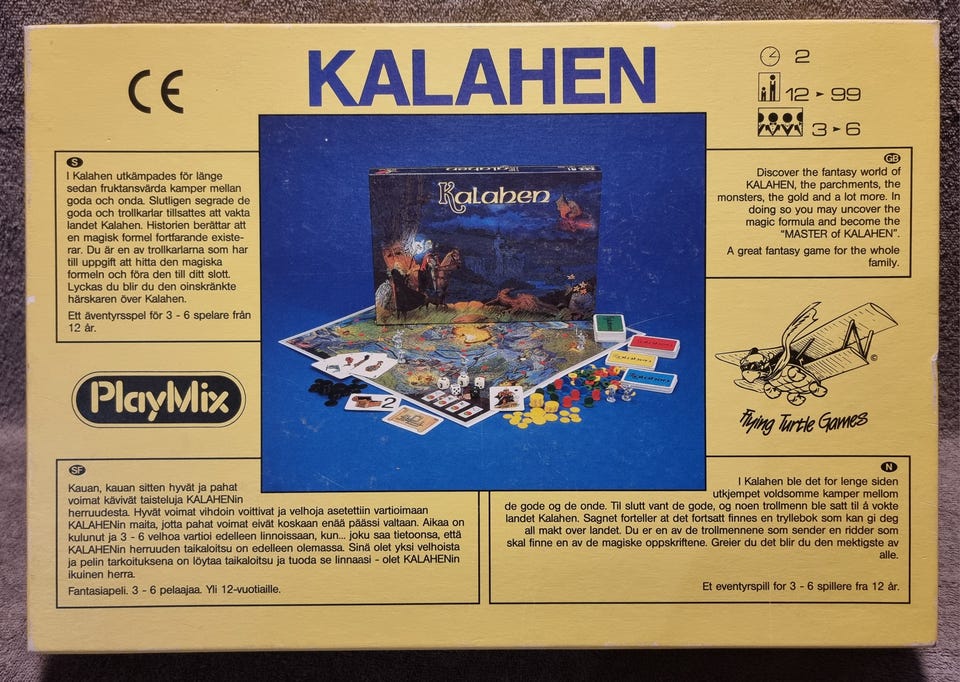 CE
KALAHEN
2
12 ▸ 99
3 ▸ 6
S
I Kalahen utkämpades för länge
sedan fruktansvärda kamper mellan
goda och onda. Slutligen segrade de
goda och trollkarlar tillsattes att vakta
landet Kalahen. Historien berättar att
en magisk formel fortfarande existe-
rar. Du är en av trollkarlarna som har
till uppgift att hitta den magiska
formeln och föra den till ditt slott.
Lyckas du blir du den oinskränkte
härskaren över Kalahen.
Ett äventyrsspel för 3 - 6 spelare från
12 år.
Kalahen
2
GB
Discover the fantasy world of
KALAHEN, the parchments, the
monsters, the gold and a lot more. In
doing so you may uncover the
magic formula and become the
"MASTER of KALAHEN".
A great fantasy game for the whole
family.
©
Flying Turtle Games
PlayMix
SF
Kauan, kauan sitten hyvät ja pahat
voimat kävivät taisteluja KALAHENin
herruudesta. Hyvät voimat vihdoin voittivat ja velhoja asetettiin vartioimaan
KALAHENin maita, jotta pahat voimat eivät koskaan enää päässi valtaan. Aikaa on
kulunut ja 3 - 6 velhoa vartioi edelleen linnoissaan, kun... joku saa tietoonsa, että
KALAHENin herruuden taikaloitsu on edelleen olemassa. Sinä olet yksi velhoista
ja pelin tarkoituksena on löytaa taikaloitsu ja tuoda se linnaasi - olet KALAHENin
ikuinen herra.
Fantasiapeli. 3 - 6 pelaajaa. Yli 12-vuotiaille.
N
I Kalahen ble det for lenge siden
utkjempet voldsomme kamper mellom
de gode og de onde. Til slutt vant de gode, og noen trollmenn ble satt til å vokte
landet Kalahen. Sagnet forteller at det fortsatt finnes en tryllebok som kan gi deg
all makt over landet. Du er en av de trollmennene som sender en ridder som
skal finne en av de magiske oppskriftene. Greier du det blir du den mektigste av
alle.
Et eventyrspill for 3 - 6 spillere fra 12 år.